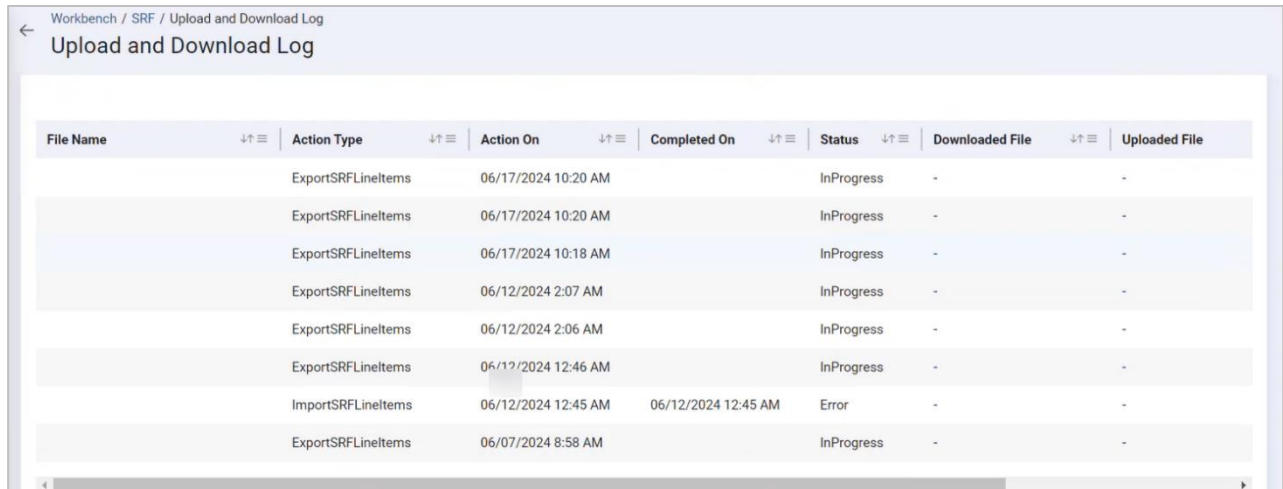 Workbench / SRF / Upload and Download Log
Upload and Download Log
File Name Action Type Action On Completed On Status Downloaded File Uploaded File
ExportSRFLineItems 06/17/2024 10:20 AM InProgress - -
ExportSRFLineItems 06/17/2024 10:20 AM InProgress - -
ExportSRFLineItems 06/17/2024 10:18 AM InProgress - -
ExportSRFLineItems 06/12/2024 2:07 AM InProgress - -
ExportSRFLineItems 06/12/2024 2:06 AM InProgress - -
ExportSRFLineItems 06/12/2024 12:46 AM InProgress - -
ImportSRFLineItems 06/12/2024 12:45 AM 06/12/2024 12:45 AM Error - -
ExportSRFLineItems 06/07/2024 8:58 AM InProgress - -